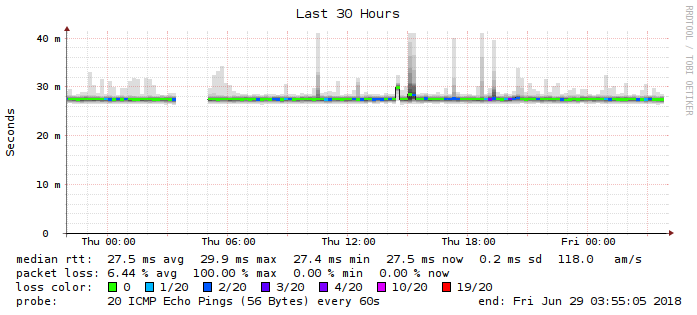 Last 30 Hours
RRDTOOL / TOBI OETIKER
Seconds
40 m
30 m
20 m
10 m
0
Thu 00:00 Thu 06:00 Thu 12:00 Thu 18:00 Fri 00:00
median rtt: 27.5 ms avg 29.9 ms max 27.4 ms min 27.5 ms now 0.2 ms sd 118.0 am/s
packet loss: 6.44 % avg 100.00 % max 0.00 % min 0.00 % now
loss color: 0 1/20 2/20 3/20 4/20 10/20 19/20
probe: 20 ICMP Echo Pings (56 Bytes) every 60s end: Fri Jun 29 03:55:05 2018